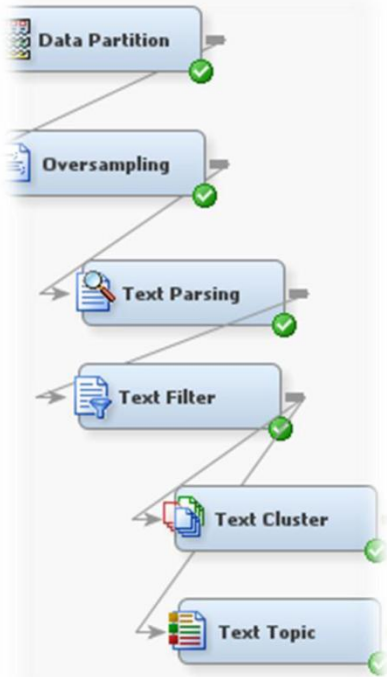 Data Partition
Oversampling
Text Parsing
Text Filter
Text Cluster
Text Topic